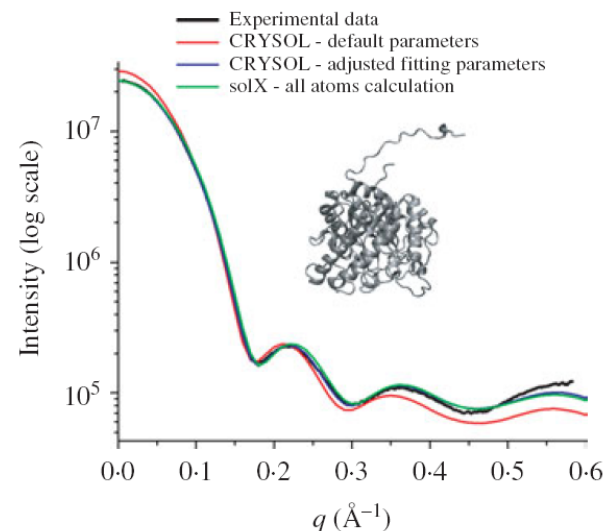 Experimental data
CRYSOL - default parameters
CRYSOL - adjusted fitting parameters
solX - all atoms calculation
Intensity (log scale)
10⁷
10⁶
10⁵
0·0 0·1 0·2 0·3 0·4 0·5 0·6
q (Å⁻¹)